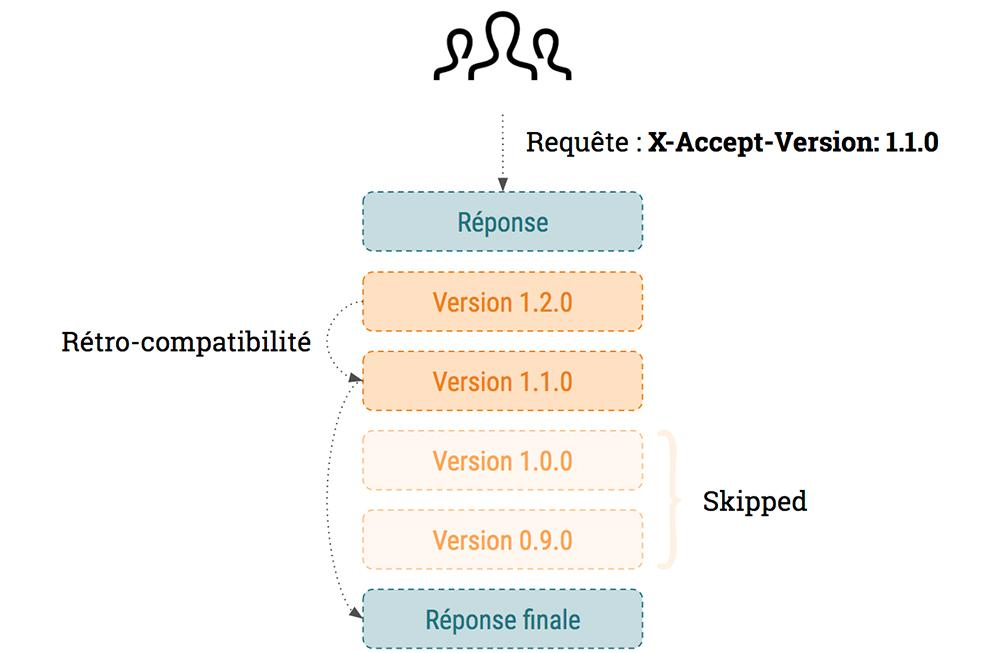 Requête : X-Accept-Version: 1.1.0
Réponse
Version 1.2.0
Rétro-compatibilité
Version 1.1.0
Version 1.0.0
Skipped
Version 0.9.0
Réponse finale